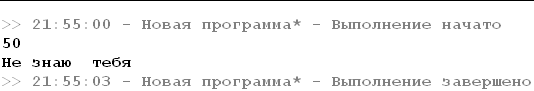 >> 21:55:00 - Новая программа* - Выполнение начато
50
Не знаю  тебя
>> 21:55:03 - Новая программа* - Выполнение завершено